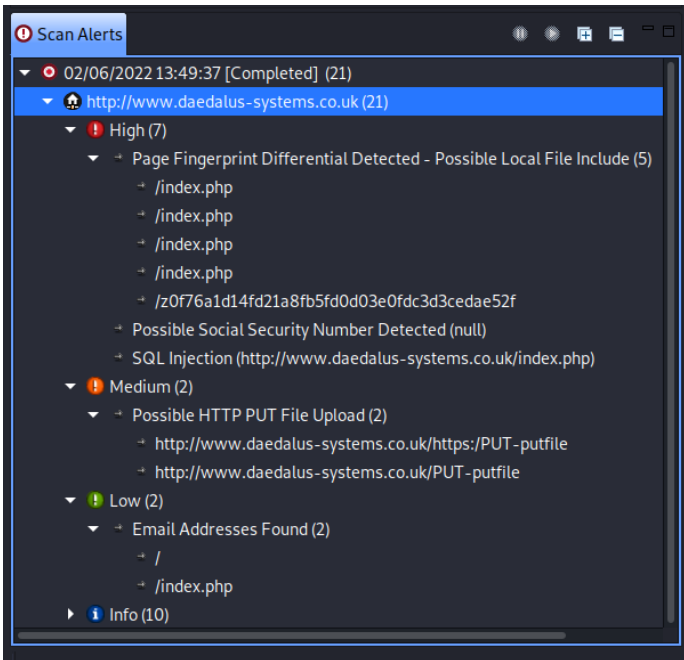 Scan Alerts
02/06/2022 13:49:37 [Completed] (21)
http://www.daedalus-systems.co.uk (21)
High (7)
Page Fingerprint Differential Detected - Possible Local File Include (5)
/index.php
/index.php
/index.php
/index.php
/z0f76a1d14fd21a8fb5fd0d03e0fdc3d3cedae52f
Possible Social Security Number Detected (null)
SQL Injection (http://www.daedalus-systems.co.uk/index.php)
Medium (2)
Possible HTTP PUT File Upload (2)
http://www.daedalus-systems.co.uk/https:/PUT-putfile
http://www.daedalus-systems.co.uk/PUT-putfile
Low (2)
Email Addresses Found (2)
/
/index.php
Info (10)